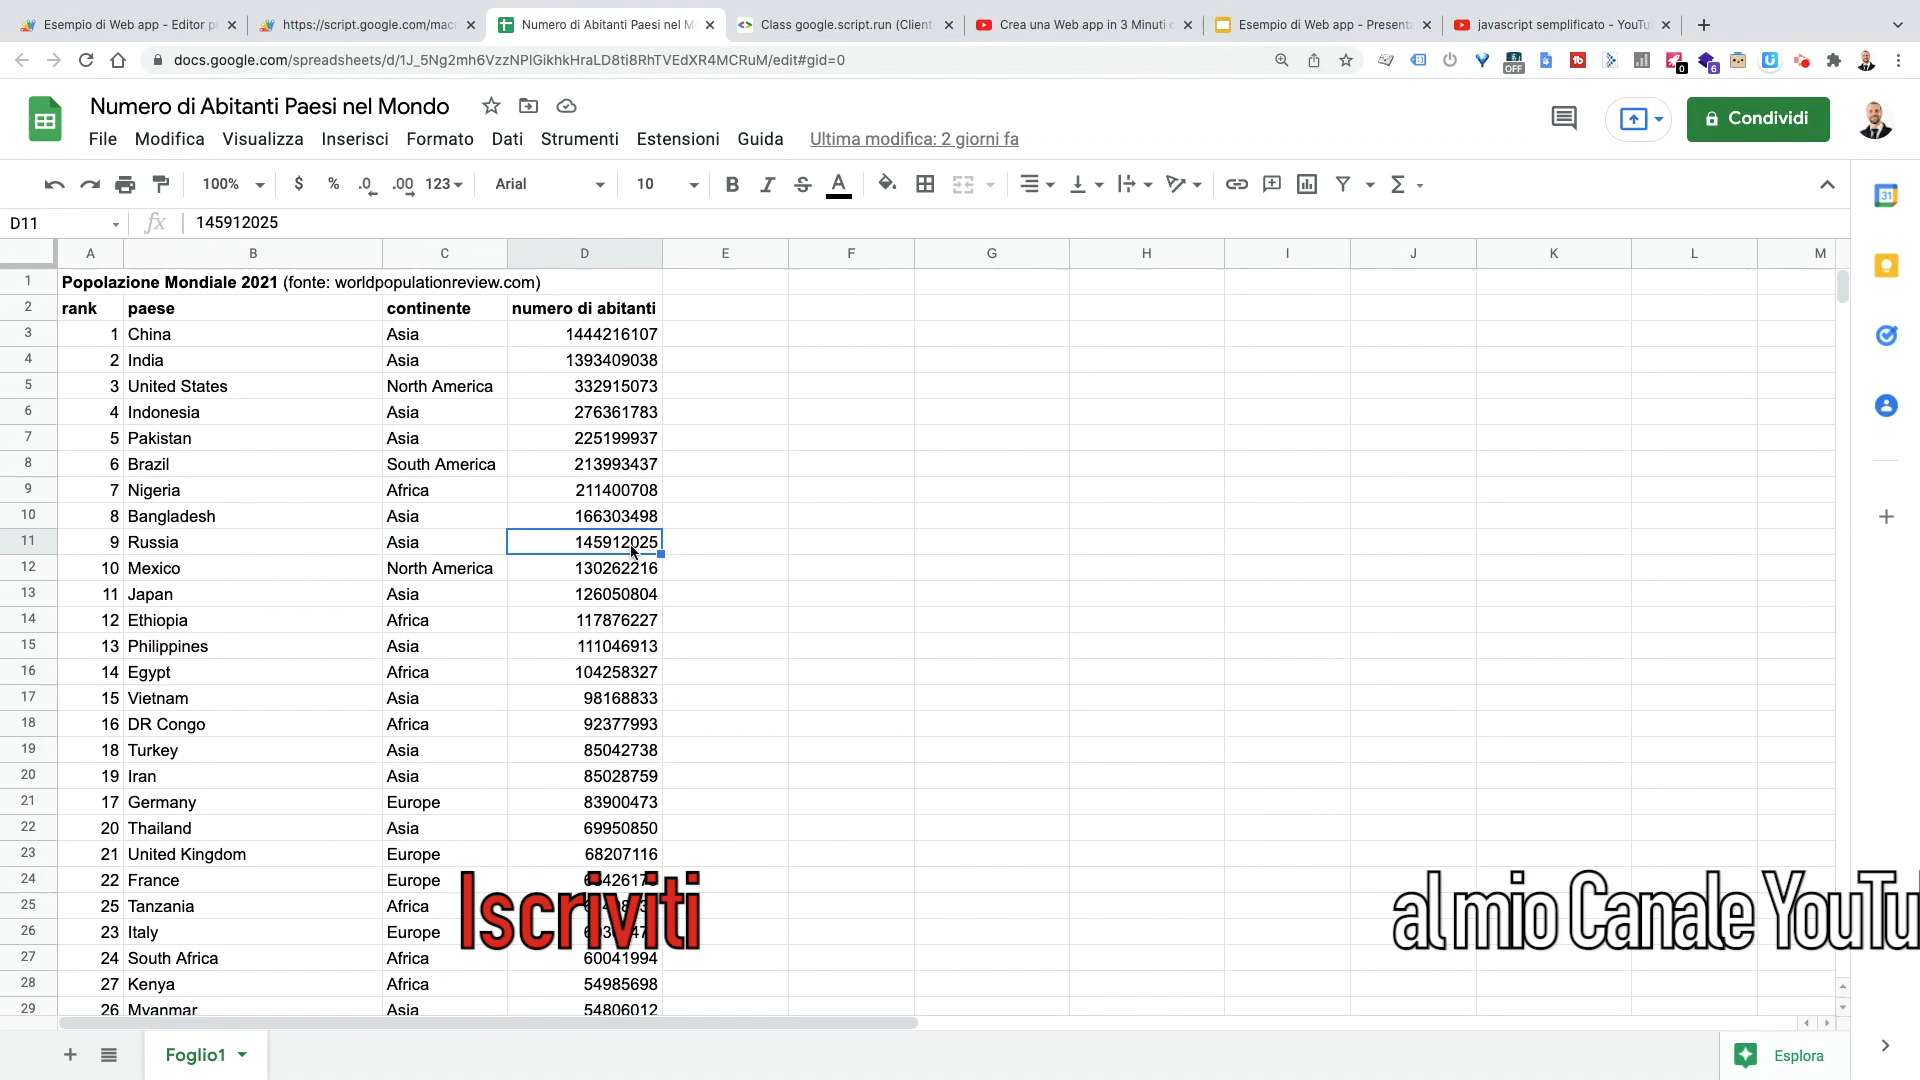 Esempio di Web app - Editor p
https://script.google.com/mac
Numero di Abitanti Paesi nel M
Class google.script.run (Client
Crea una Web app in 3 Minuti c
Esempio di Web app - Present
javascript semplificato - YouTu
docs.google.com/spreadsheets/d/1J_5Ng2mh6VzzNPlGikhkHraLD8ti8RhTVEdXR4MCRuM/edit#gid=0
OFF
0
6
Numero di Abitanti Paesi nel Mondo
File Modifica Visualizza Inserisci Formato Dati Strumenti Estensioni Guida Ultima modifica: 2 giorni fa
Condividi
100% $ % .0 .00 123 Arial 10 B I S A Σ
31
D11 fx 145912025
A B C D E F G H I J K L M
1 Popolazione Mondiale 2021 (fonte: worldpopulationreview.com)
2 rank paese continente numero di abitanti
3 1 China Asia 1444216107
4 2 India Asia 1393409038
5 3 United States North America 332915073
6 4 Indonesia Asia 276361783
7 5 Pakistan Asia 225199937
8 6 Brazil South America 213993437
9 7 Nigeria Africa 211400708
10 8 Bangladesh Asia 166303498
11 9 Russia Asia 145912025
12 10 Mexico North America 130262216
13 11 Japan Asia 126050804
14 12 Ethiopia Africa 117876227
15 13 Philippines Asia 111046913
16 14 Egypt Africa 104258327
17 15 Vietnam Asia 98168833
18 16 DR Congo Africa 92377993
19 18 Turkey Asia 85042738
20 19 Iran Asia 85028759
21 17 Germany Europe 83900473
22 20 Thailand Asia 69950850
23 21 United Kingdom Europe 68207116
24 22 France Europe
25 25 Tanzania Africa
26 23 Italy Europe
27 24 South Africa Africa 60041994
28 27 Kenya Africa 54985698
29 26 Myanmar Asia 54806012
Iscriviti al mio Canale YouTu
Foglio1
Esplora